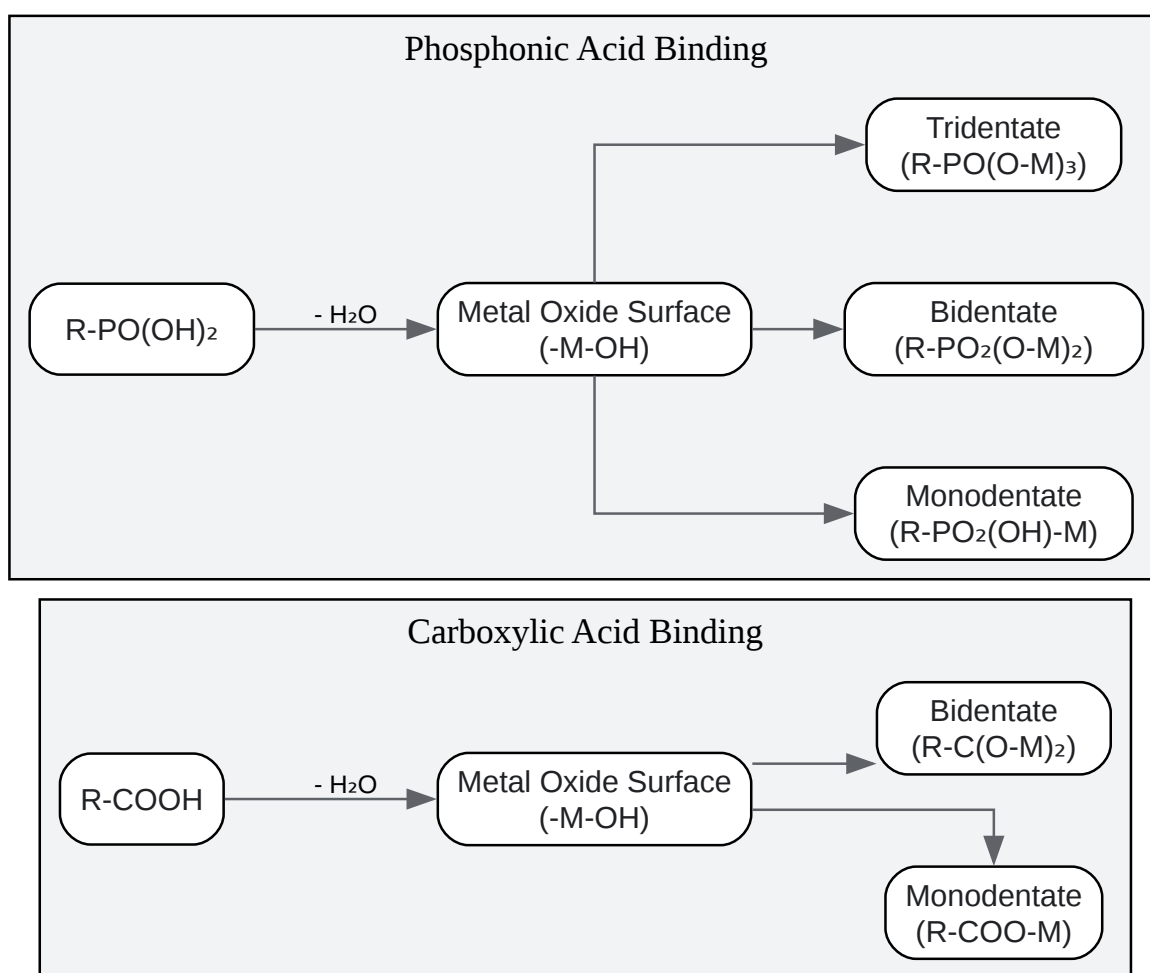 Phosphonic Acid Binding
Tridentate
(R-PO(O-M)₃)
R-PO(OH)₂
- H₂O
Metal Oxide Surface
(-M-OH)
Bidentate
(R-PO₂(O-M)₂)
Monodentate
(R-PO₂(OH)-M)
Carboxylic Acid Binding
Bidentate
(R-C(O-M)₂)
R-COOH
- H₂O
Metal Oxide Surface
(-M-OH)
Monodentate
(R-COO-M)